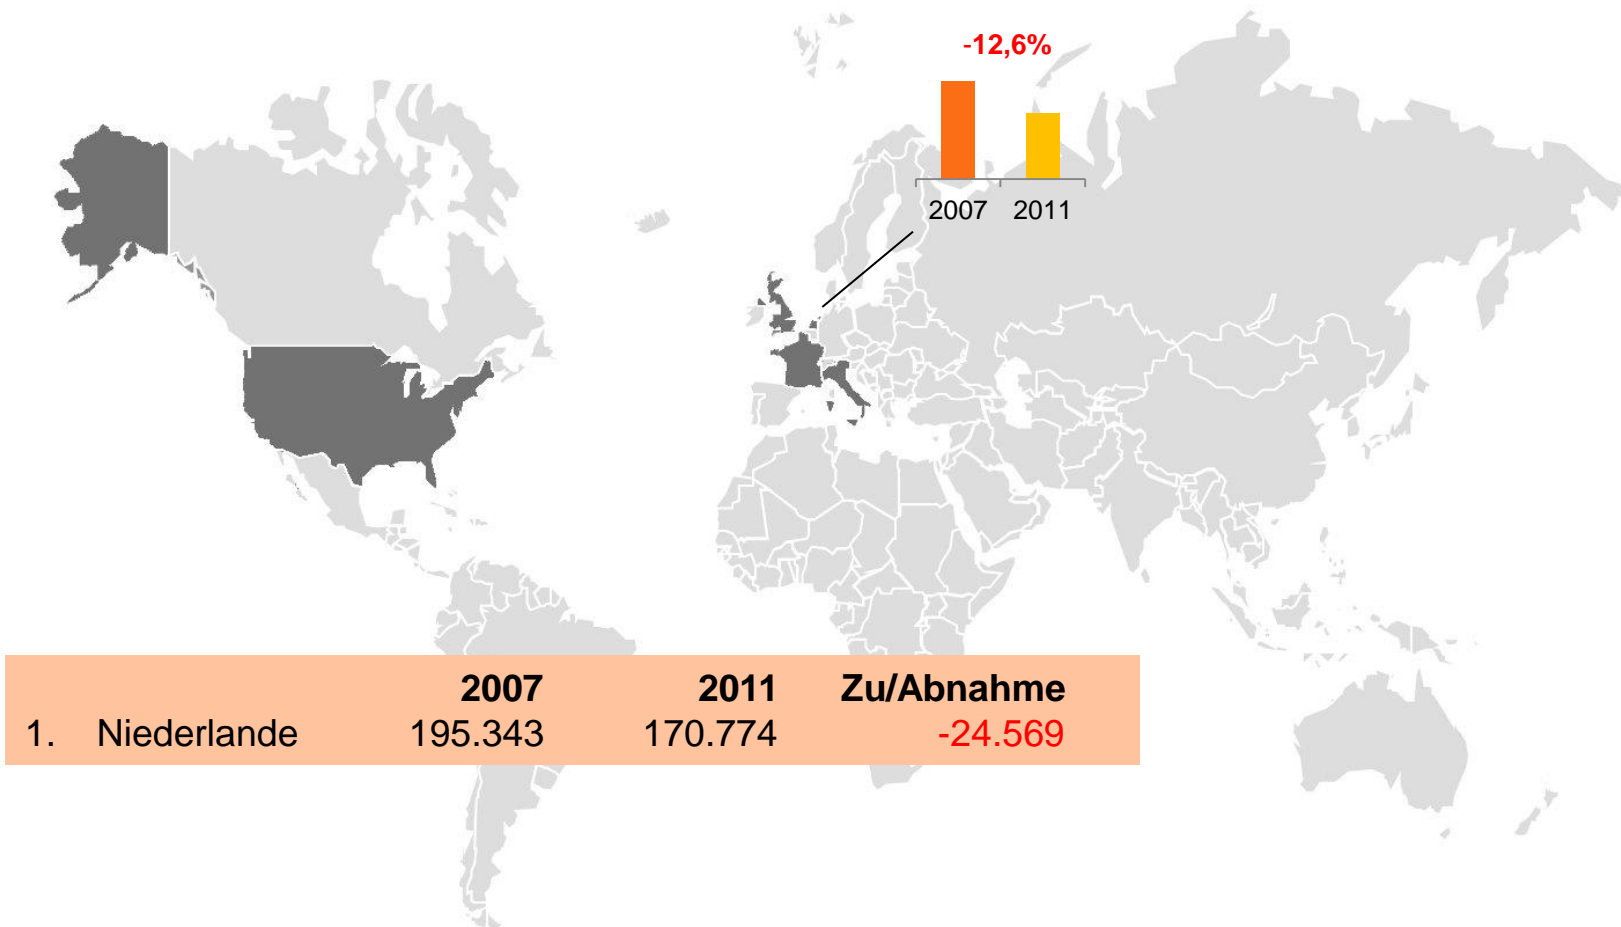 -12,6%
2007 2011
2007 2011 Zu/Abnahme
1. Niederlande 195.343 170.774 -24.569